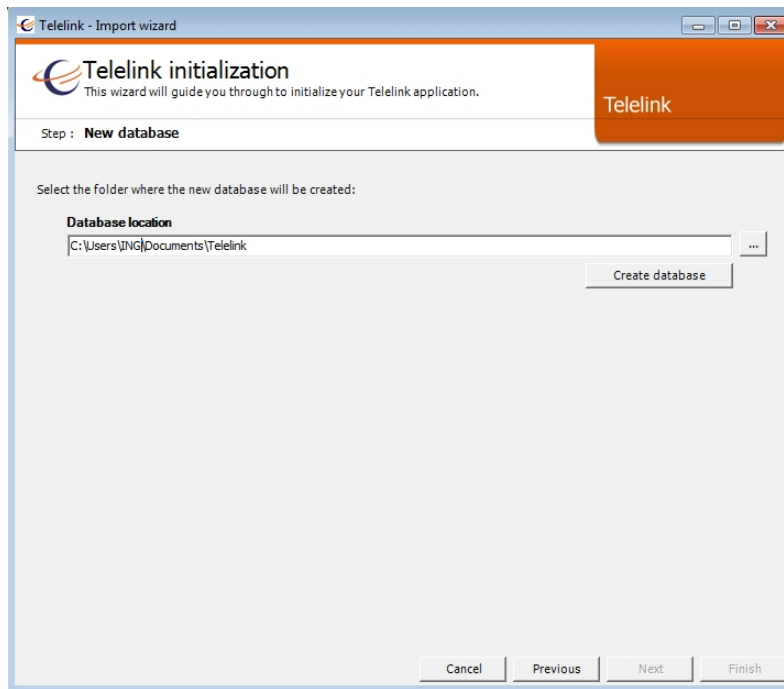 Telelink - Import wizard
Telelink initialization
This wizard will guide you through to initialize your Telelink application.
Telelink
Step : New database
Select the folder where the new database will be created:
Database location
C:\Users\ING\Documents\Telelink
...
Create database
Cancel Previous Next Finish